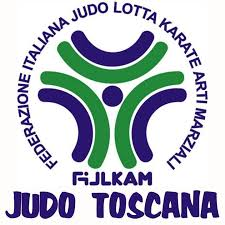 FEDERAZIONE ITALIANA JUDO LOTTA KARATE ARTI MARZIALI
FIJLKAM
JUDO TOSCANA